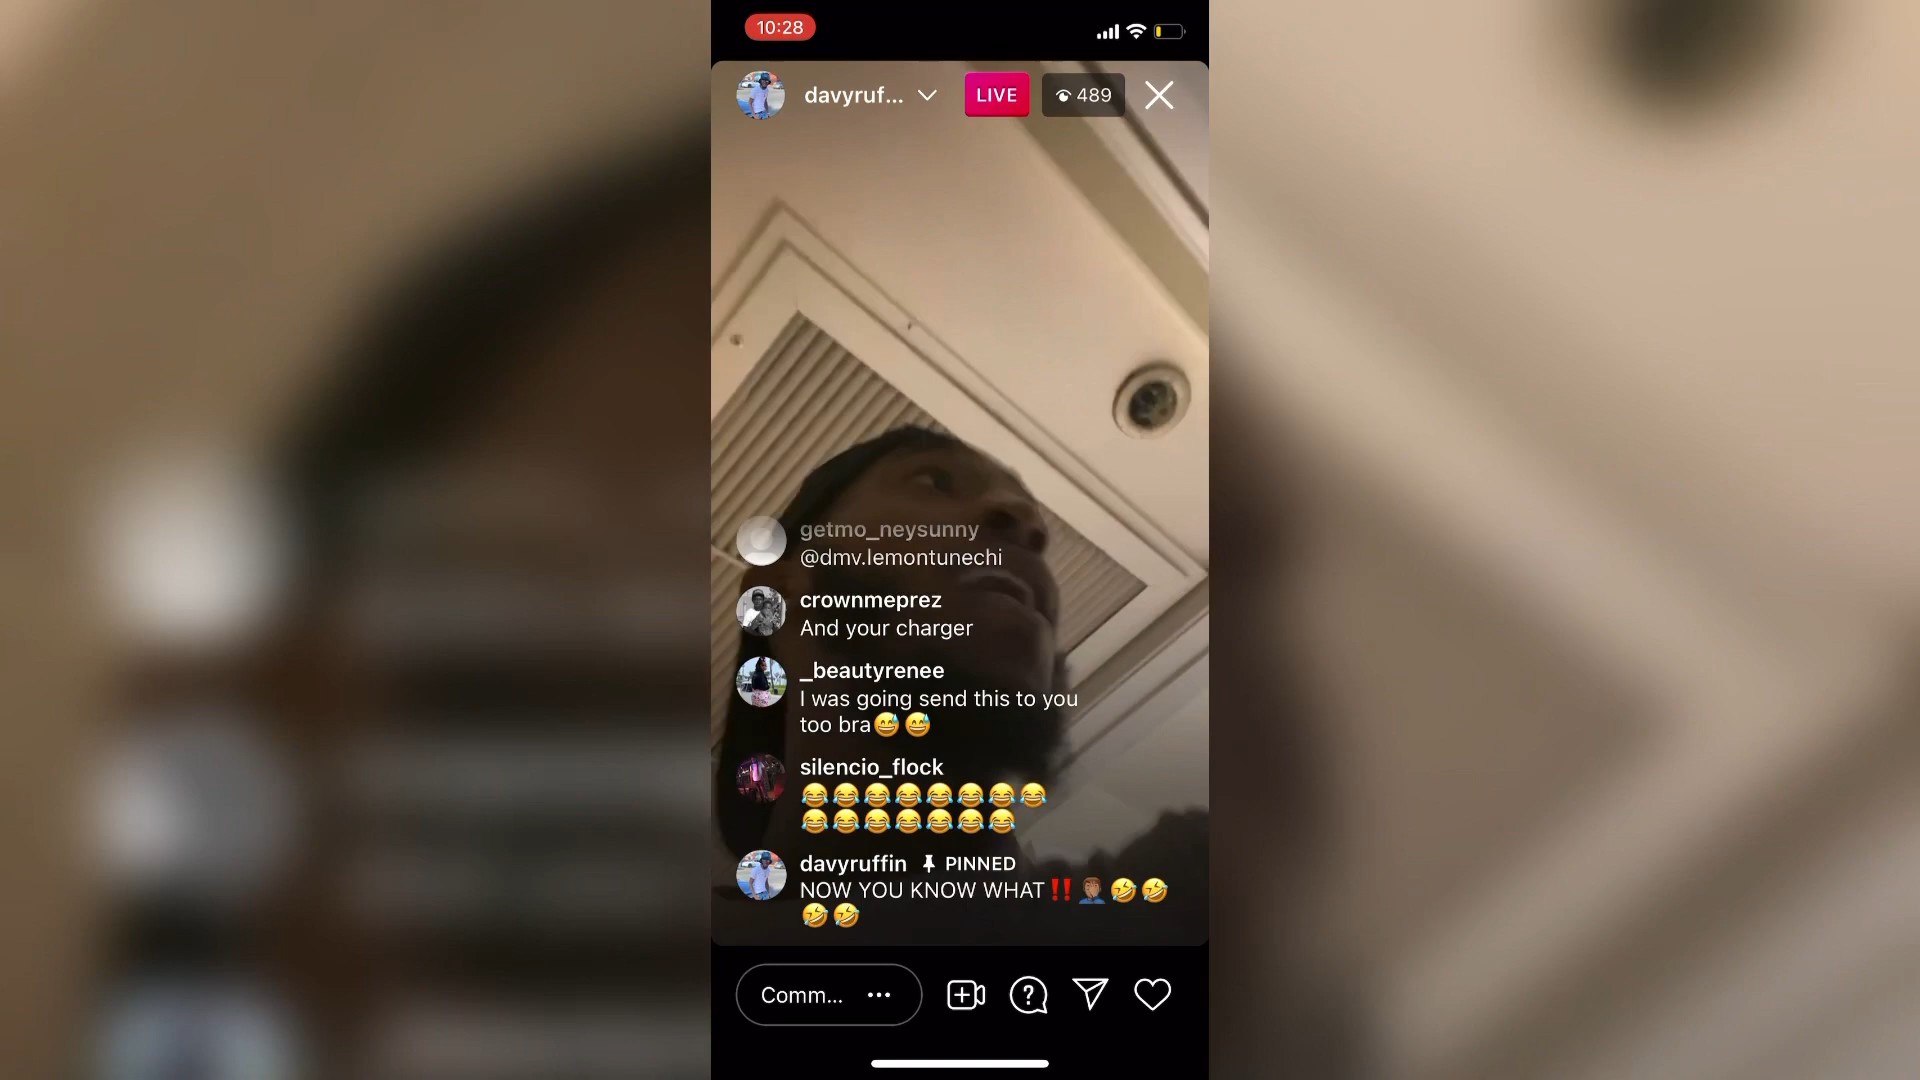 10:28
davyruf...
LIVE
489
getmo_neysunny
@dmv.lemontunechi
crownmeprez
And your charger
_beautyrenee
I was going send this to you
too bra😅😅
silencio_flock
😂😂😂😂😂😂😂😂
😂😂😂😂😂😂😂
davyruffin PINNED
NOW YOU KNOW WHAT‼️🤦🏽‍♂️🤣🤣
🤣🤣
Comm...